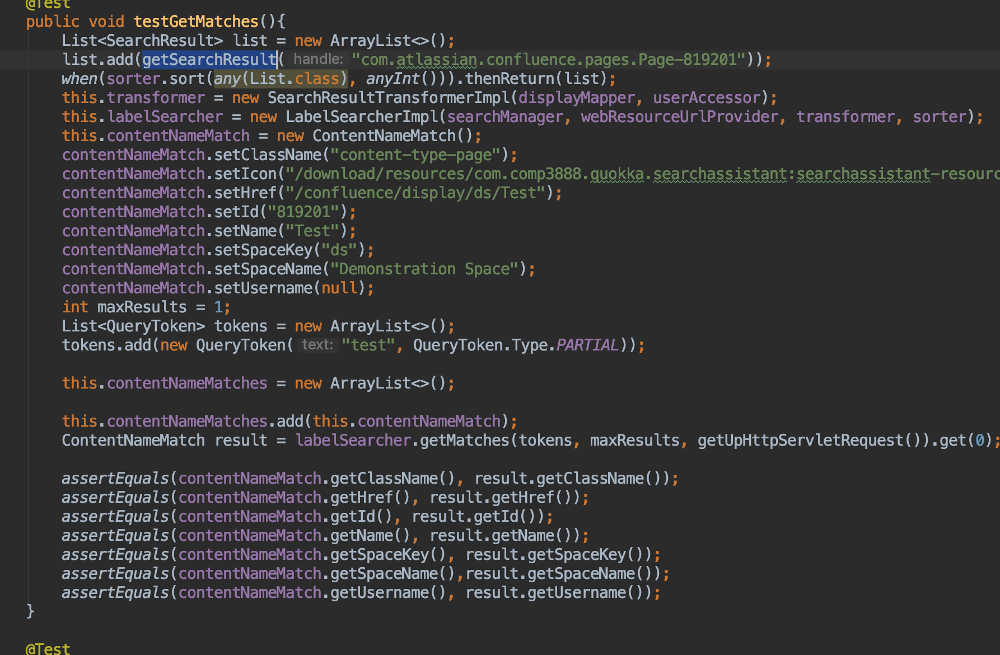 @Test
public void testGetMatches(){
List<SearchResult> list = new ArrayList<>();
list.add(getSearchResult( handle: "com.atlassian.confluence.pages.Page-819201"));
when(sorter.sort(any(List.class), anyInt())).thenReturn(list);
this.transformer = new SearchResultTransformerImpl(displayMapper, userAccessor);
this.labelSearcher = new LabelSearcherImpl(searchManager, webResourceUrlProvider, transformer, sorter);
this.contentNameMatch = new ContentNameMatch();
contentNameMatch.setClassName("content-type-page");
contentNameMatch.setIcon("/download/resources/com.comp3888.quokka.searchassistant:searchassistant-resourc
contentNameMatch.setHref("/confluence/display/ds/Test");
contentNameMatch.setId("819201");
contentNameMatch.setName("Test");
contentNameMatch.setSpaceKey("ds");
contentNameMatch.setSpaceName("Demonstration Space");
contentNameMatch.setUsername(null);
int maxResults = 1;
List<QueryToken> tokens = new ArrayList<>();
tokens.add(new QueryToken( text: "test", QueryToken.Type.PARTIAL));
this.contentNameMatches = new ArrayList<>();
this.contentNameMatches.add(this.contentNameMatch);
ContentNameMatch result = labelSearcher.getMatches(tokens, maxResults, getUpHttpServletRequest()).get(0);
assertEquals(contentNameMatch.getClassName(), result.getClassName());
assertEquals(contentNameMatch.getHref(), result.getHref());
assertEquals(contentNameMatch.getId(), result.getId());
assertEquals(contentNameMatch.getName(), result.getName());
assertEquals(contentNameMatch.getSpaceKey(), result.getSpaceKey());
assertEquals(contentNameMatch.getSpaceName(),result.getSpaceName());
assertEquals(contentNameMatch.getUsername(), result.getUsername());
}
@Test